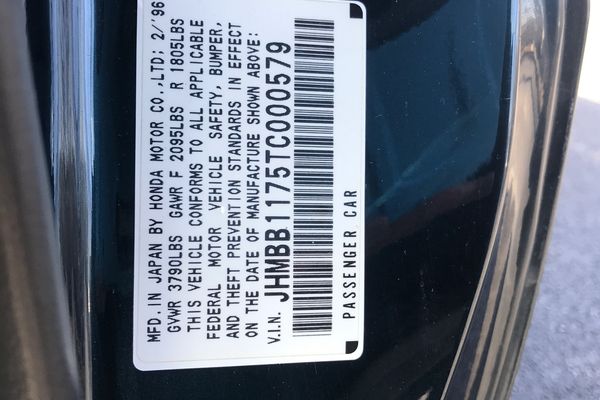 MFD.IN JAPAN BY HONDA MOTOR CO.,LTD; 2/'96
GVWR 3790LBS GAWR F 2095LBS R 1805LBS
THIS VEHICLE CONFORMS TO ALL APPLICABLE
FEDERAL MOTOR VEHICLE SAFETY, BUMPER,
AND THEFT PREVENTION STANDARDS IN EFFECT
ON THE DATE OF MANUFACTURE SHOWN ABOVE.
V.I.N. JHMBB1175TC000579
PASSENGER CAR